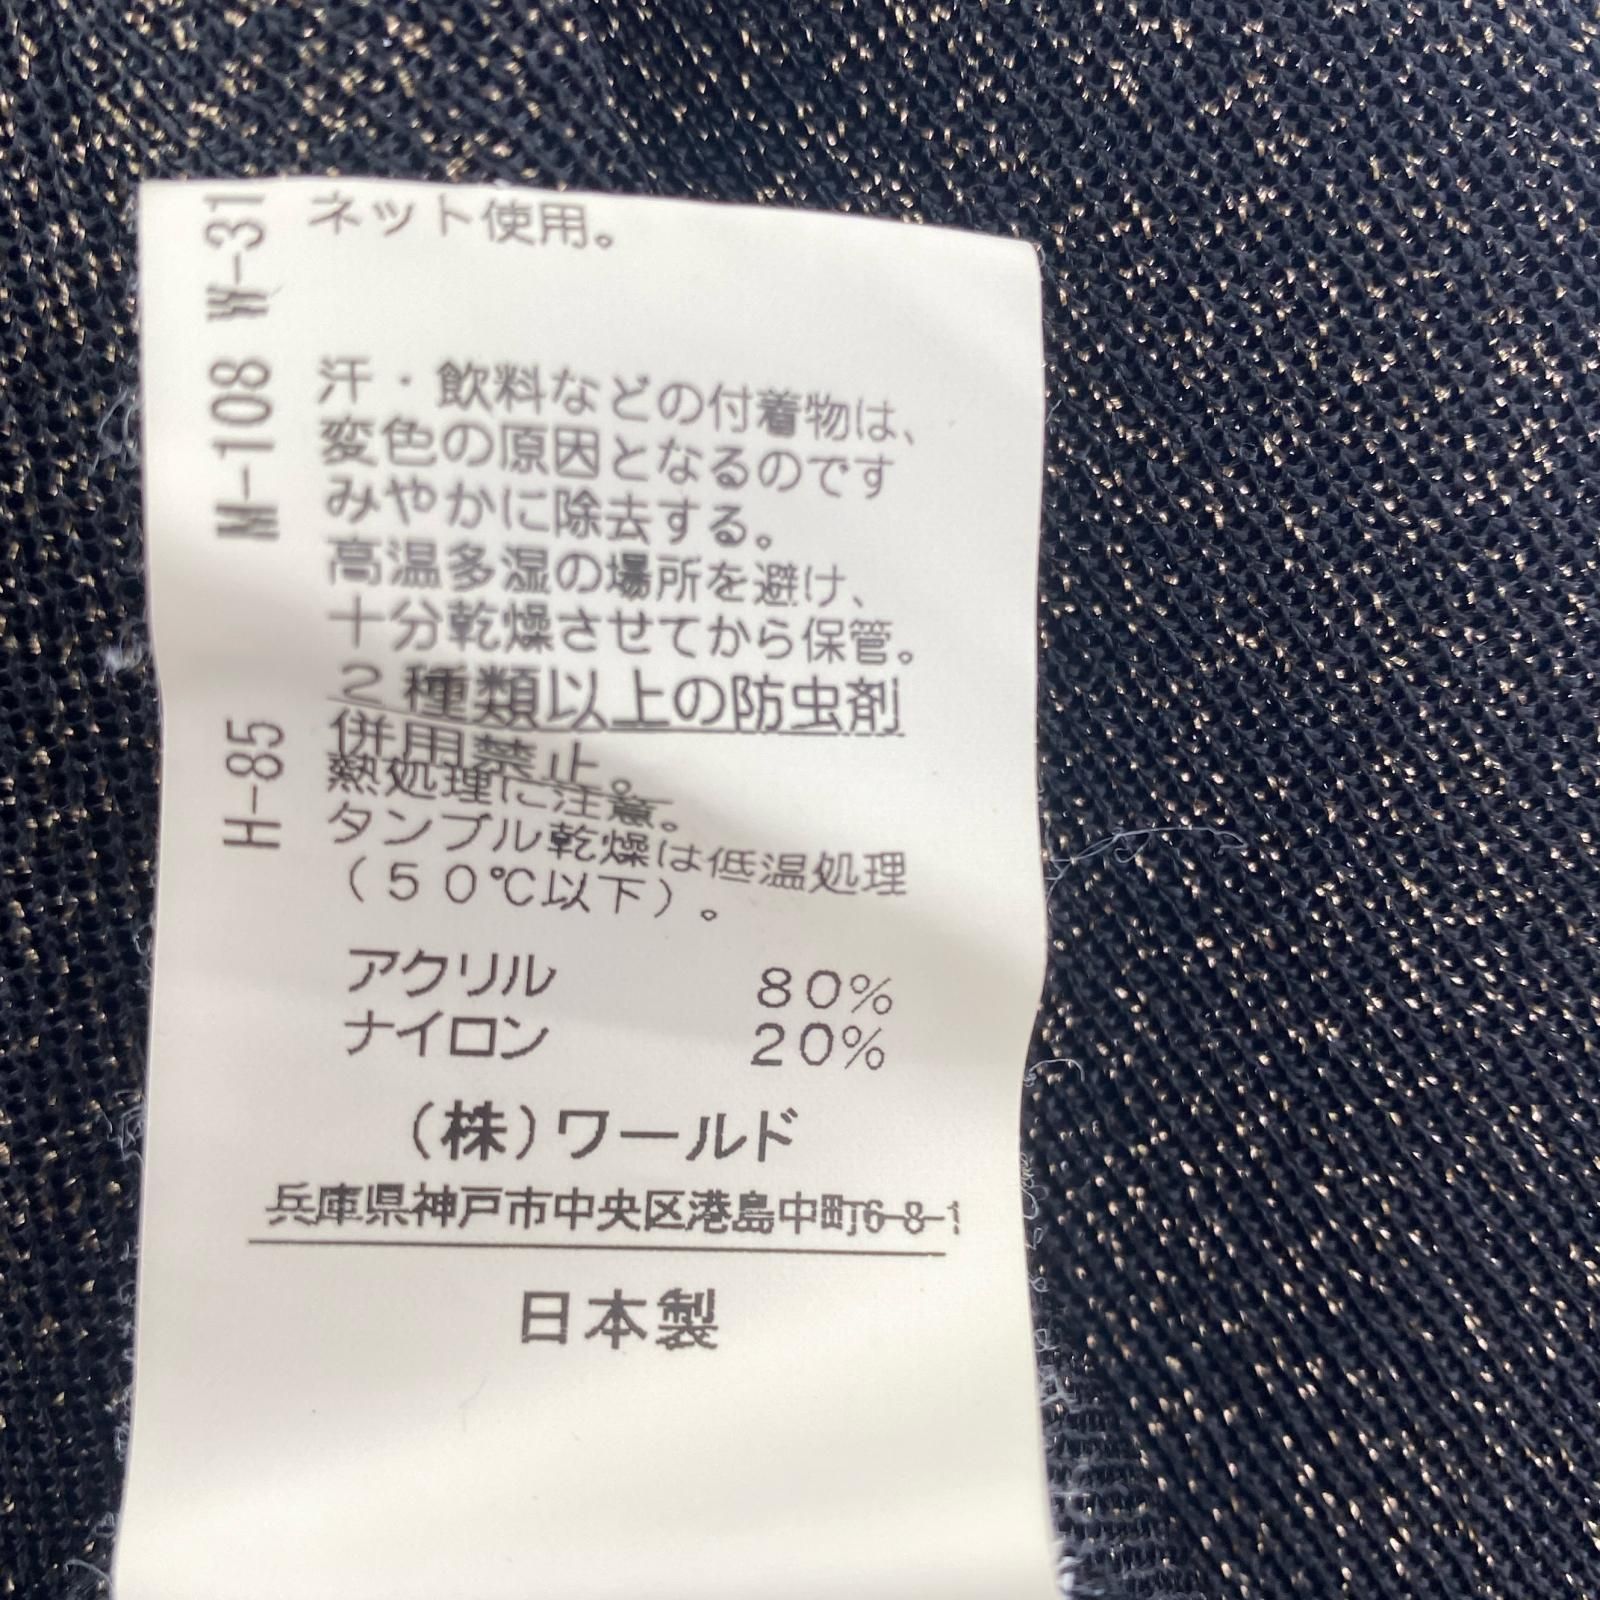 ネット使用。
汗・飲料などの付着物は、
変色の原因となるのです
みやかに除去する。
高温多湿の場所を避け、
十分乾燥させてから保管。
2種類以上の防虫剤
併用禁止。
熱処理に注意。
タンブル乾燥は低温処理
(50℃以下)。
アクリル 80%
ナイロン 20%
(株)ワールド
兵庫県神戸市中央区港島中町6-8-1
日本製
W-31
M-108
H-85